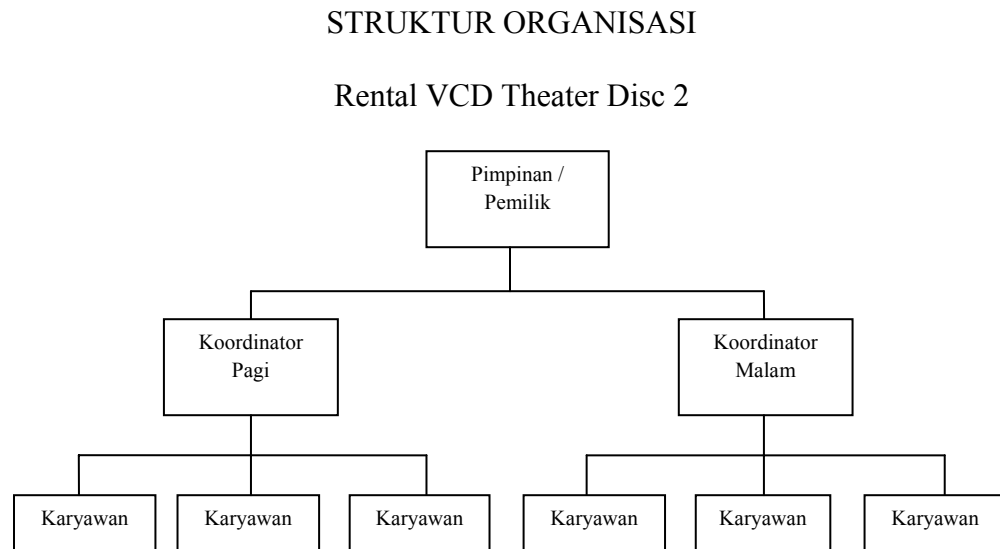 STRUKTUR ORGANISASI
Rental VCD Theater Disc 2
Pimpinan /
Pemilik
Koordinator
Pagi
Koordinator
Malam
Karyawan
Karyawan
Karyawan
Karyawan
Karyawan
Karyawan